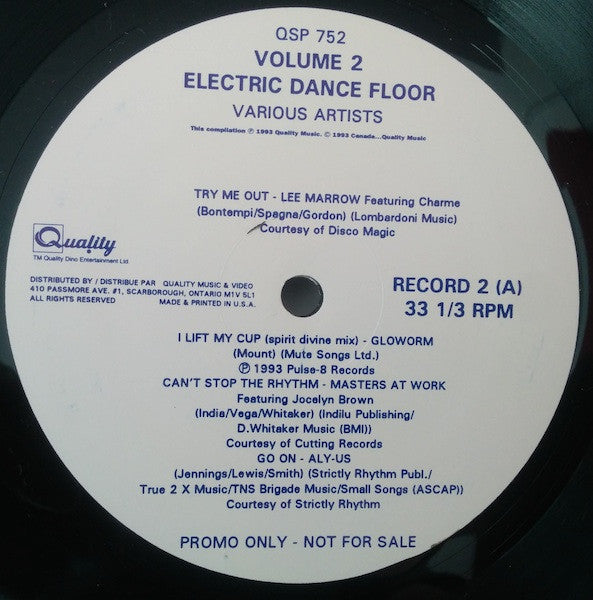 QSP 752
VOLUME 2
ELECTRIC DANCE FLOOR
VARIOUS ARTISTS
This compilation ℗ 1993 Quality Music. © 1993 Canada...Quality Music
TRY ME OUT - LEE MARROW Featuring Charme
(Bontempi/Spagna/Gordon) (Lombardoni Music)
Courtesy of Disco Magic
Quality
TM Quality Dino Entertainment Ltd.
DISTRIBUTED BY / DISTRIBUE PAR QUALITY MUSIC & VIDEO
410 PASSMORE AVE. #1, SCARBOROUGH, ONTARIO M1V 5L1
ALL RIGHTS RESERVED MADE & PRINTED IN U.S.A.
RECORD 2 (A)
33 1/3 RPM
I LIFT MY CUP (spirit divine mix) - GLOWORM
(Mount) (Mute Songs Ltd.)
℗ 1993 Pulse-8 Records
CAN'T STOP THE RHYTHM - MASTERS AT WORK
Featuring Jocelyn Brown
(India/Vega/Whitaker) (Indilu Publishing/
D.Whitaker Music (BMI))
Courtesy of Cutting Records
GO ON - ALY-US
(Jennings/Lewis/Smith) (Strictly Rhythm Publ./
True 2 X Music/TNS Brigade Music/Small Songs (ASCAP))
Courtesy of Strictly Rhythm
PROMO ONLY - NOT FOR SALE